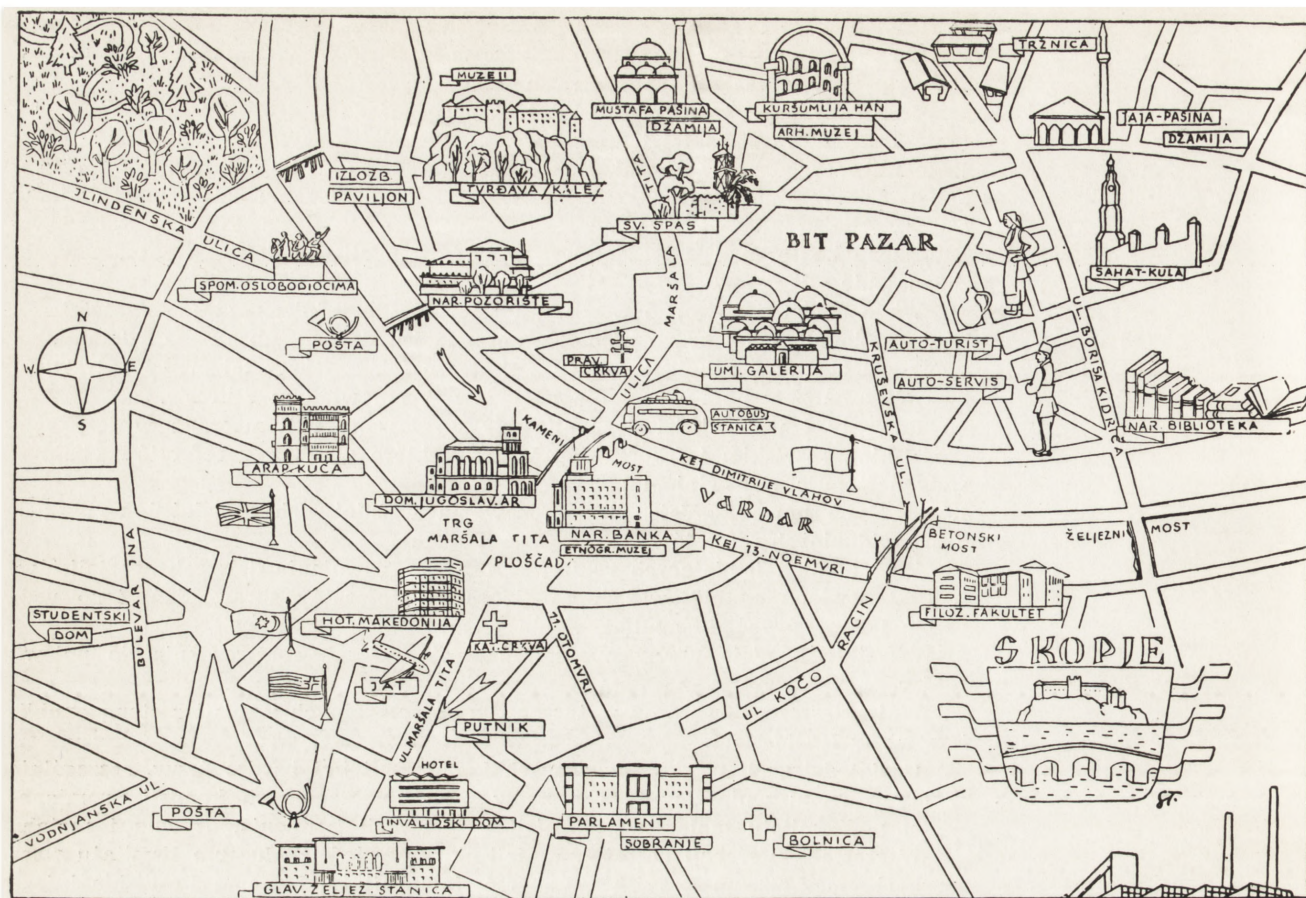 MUZEJI
MUSTAFA PAŠINA
DŽAMIJA
KURŠUMLIJA HAN
ARH. MUZEJ
TRŽNICA
JAJA-PAŠINA
DŽAMIJA
IZLOŽB
PAVILJON
TVRĐAVA/KALE/
JLINDENSKA ULICA
SV. SPAS
BIT PAZAR
SAHAT-KULA
SPOM. OSLOBODIOCIMA
NAR. POZORIŠTE
ULICA MARŠALA TITA
POŠTA
N
W
E
S
PRAV.
CRKVA
UMJ. GALERIJA
AUTO-TURIST
AUTO-SERVIS
KRUŠEVSKA UL.
UL. BORISA KIDRIČA
NAR. BIBLIOTEKA
AUTOBUS
STANICA
KAMENI
MOST
ARAP. KUĆA
DOM. JUGOSLAV. AR
KEJ DIMITRIJE VLAHOV
VARDAR
TRG
MARŠALA TITA
/PLOŠČAD/
NAR. BANKA
ETNOGR. MUZEJ
KEJ 13. NOEMVRI
BETONSKI
MOST
ŽELJEZNI MOST
BULEVAR JNA
STUDENTSKI
DOM
HOT. MAKEDONIJA
KAT. CRKVA
11. OTOMVRI
RACIN
FILOZ. FAKULTET
SKOPJE
JAT
UL. MARŠALA TITA
PUTNIK
UL KOČO
HOTEL
INVALIDSKI DOM
PARLAMENT
SOBRANJE
BOLNICA
VODNJANSKA UL.
POŠTA
GLAV. ŽELJEZ. STANICA